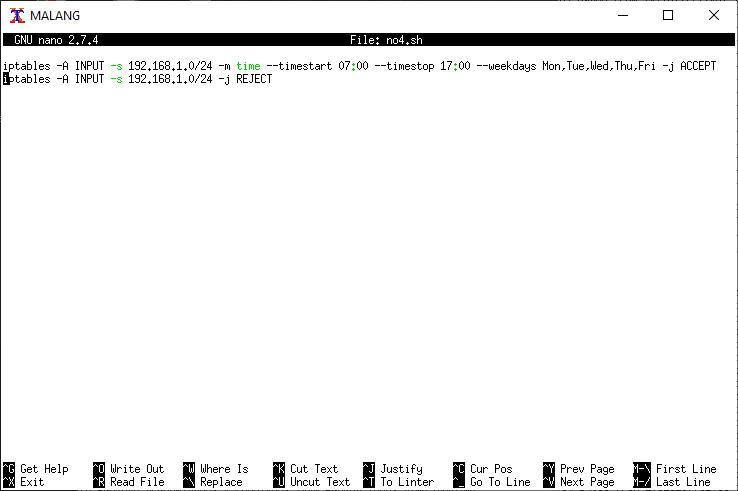 MALANG
GNU nano 2.7.4 File: no4.sh
iptables -A INPUT -s 192.168.1.0/24 -m time --timestart 07:00 --timestop 17:00 --weekdays Mon,Tue,Wed,Thu,Fri -j ACCEPT
iptables -A INPUT -s 192.168.1.0/24 -j REJECT
^G Get Help ^O Write Out ^W Where Is ^K Cut Text ^J Justify ^C Cur Pos ^Y Prev Page M-\ First Line
^X Exit ^R Read File ^\ Replace ^U Uncut Text ^T To Linter ^_ Go To Line ^V Next Page M-/ Last Line